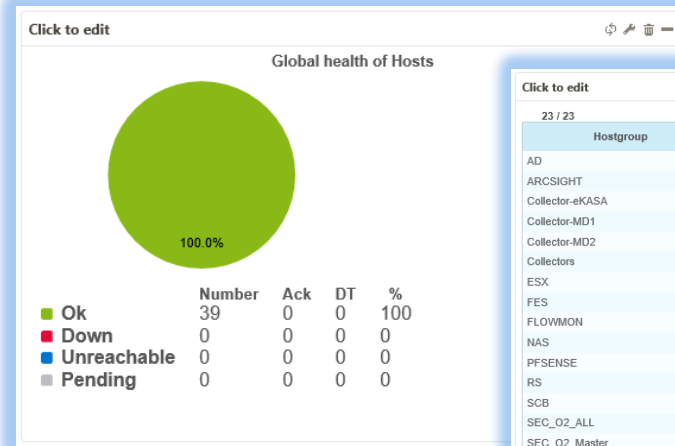 Click to edit
Global health of Hosts
100.0%
Number Ack DT %
Ok 39 0 0 100
Down 0 0 0 0
Unreachable 0 0 0 0
Pending 0 0 0 0
Click to edit
23 / 23
Hostgroup
AD
ARCSIGHT
Collector-eKASA
Collector-MD1
Collector-MD2
Collectors
ESX
FES
FLOWMON
NAS
PFSENSE
RS
SCB
SEC_O2_ALL
SEC_O2_Master